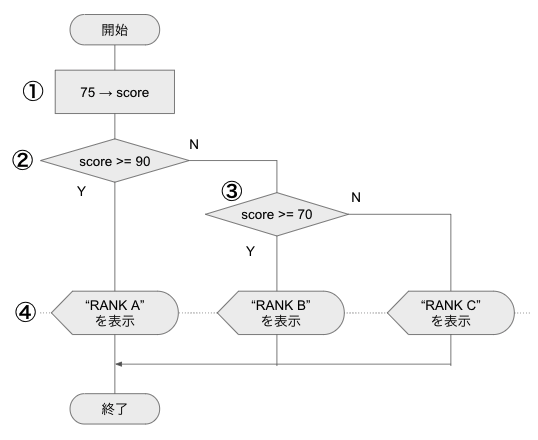 開始
①
75 → score
②
score >= 90
N
Y
③
score >= 70
N
Y
④
“RANK A”
を表示
“RANK B”
を表示
“RANK C”
を表示
終了